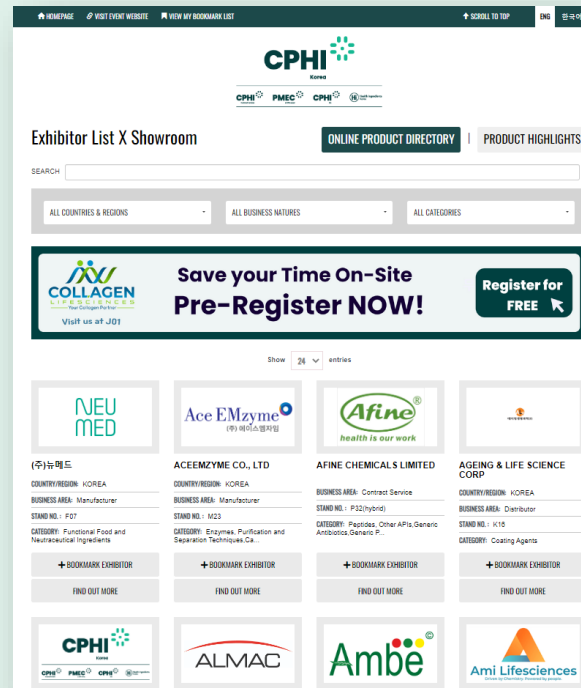 HOMEPAGE VISIT EVENT WEBSITE VIEW MY BOOKMARK LIST SCROLL TO TOP ENG 한국어
CPHI
Korea
CPHI PMEC CPHI Hi
Exhibitor List X Showroom
ONLINE PRODUCT DIRECTORY | PRODUCT HIGHLIGHTS
SEARCH
ALL COUNTRIES & REGIONS ALL BUSINESS NATURES ALL CATEGORIES
COLLAGEN
LIFESCIENCES
Your Collagen Partner
Visit us at J01
Save your Time On-Site
Pre-Register NOW!
Register for
FREE
Show 24 entries
NEU
MED
(주)뉴메드
COUNTRY/REGION: KOREA
BUSINESS AREA: Manufacturer
STAND NO. : F07
CATEGORY: Functional Food and
Neutraceutical Ingredients
+ BOOKMARK EXHIBITOR
FIND OUT MORE
Ace EMzyme
(주) 에이스엠자임
ACEEMZYME CO., LTD
COUNTRY/REGION: KOREA
BUSINESS AREA: Manufacturer
STAND NO. : M23
CATEGORY: Enzymes, Purification and
Separation Techniques,Ca...
+ BOOKMARK EXHIBITOR
FIND OUT MORE
Afine®
health is our work
AFINE CHEMICALS LIMITED
BUSINESS AREA: Contract Service
STAND NO. : P32(hybrid)
CATEGORY: Peptides, Other APIs,Generic
Antibiotics,Generic P...
+ BOOKMARK EXHIBITOR
FIND OUT MORE
AGEING & LIFE SCIENCE
CORP
COUNTRY/REGION: KOREA
BUSINESS AREA: Distributor
STAND NO. : K16
CATEGORY: Coating Agents
+ BOOKMARK EXHIBITOR
FIND OUT MORE
CPHI
Korea
CPHI PMEC CPHI Hi
ALMAC
Ambe©
Ami Lifesciences
Driven by Chemistry. Powered by people.